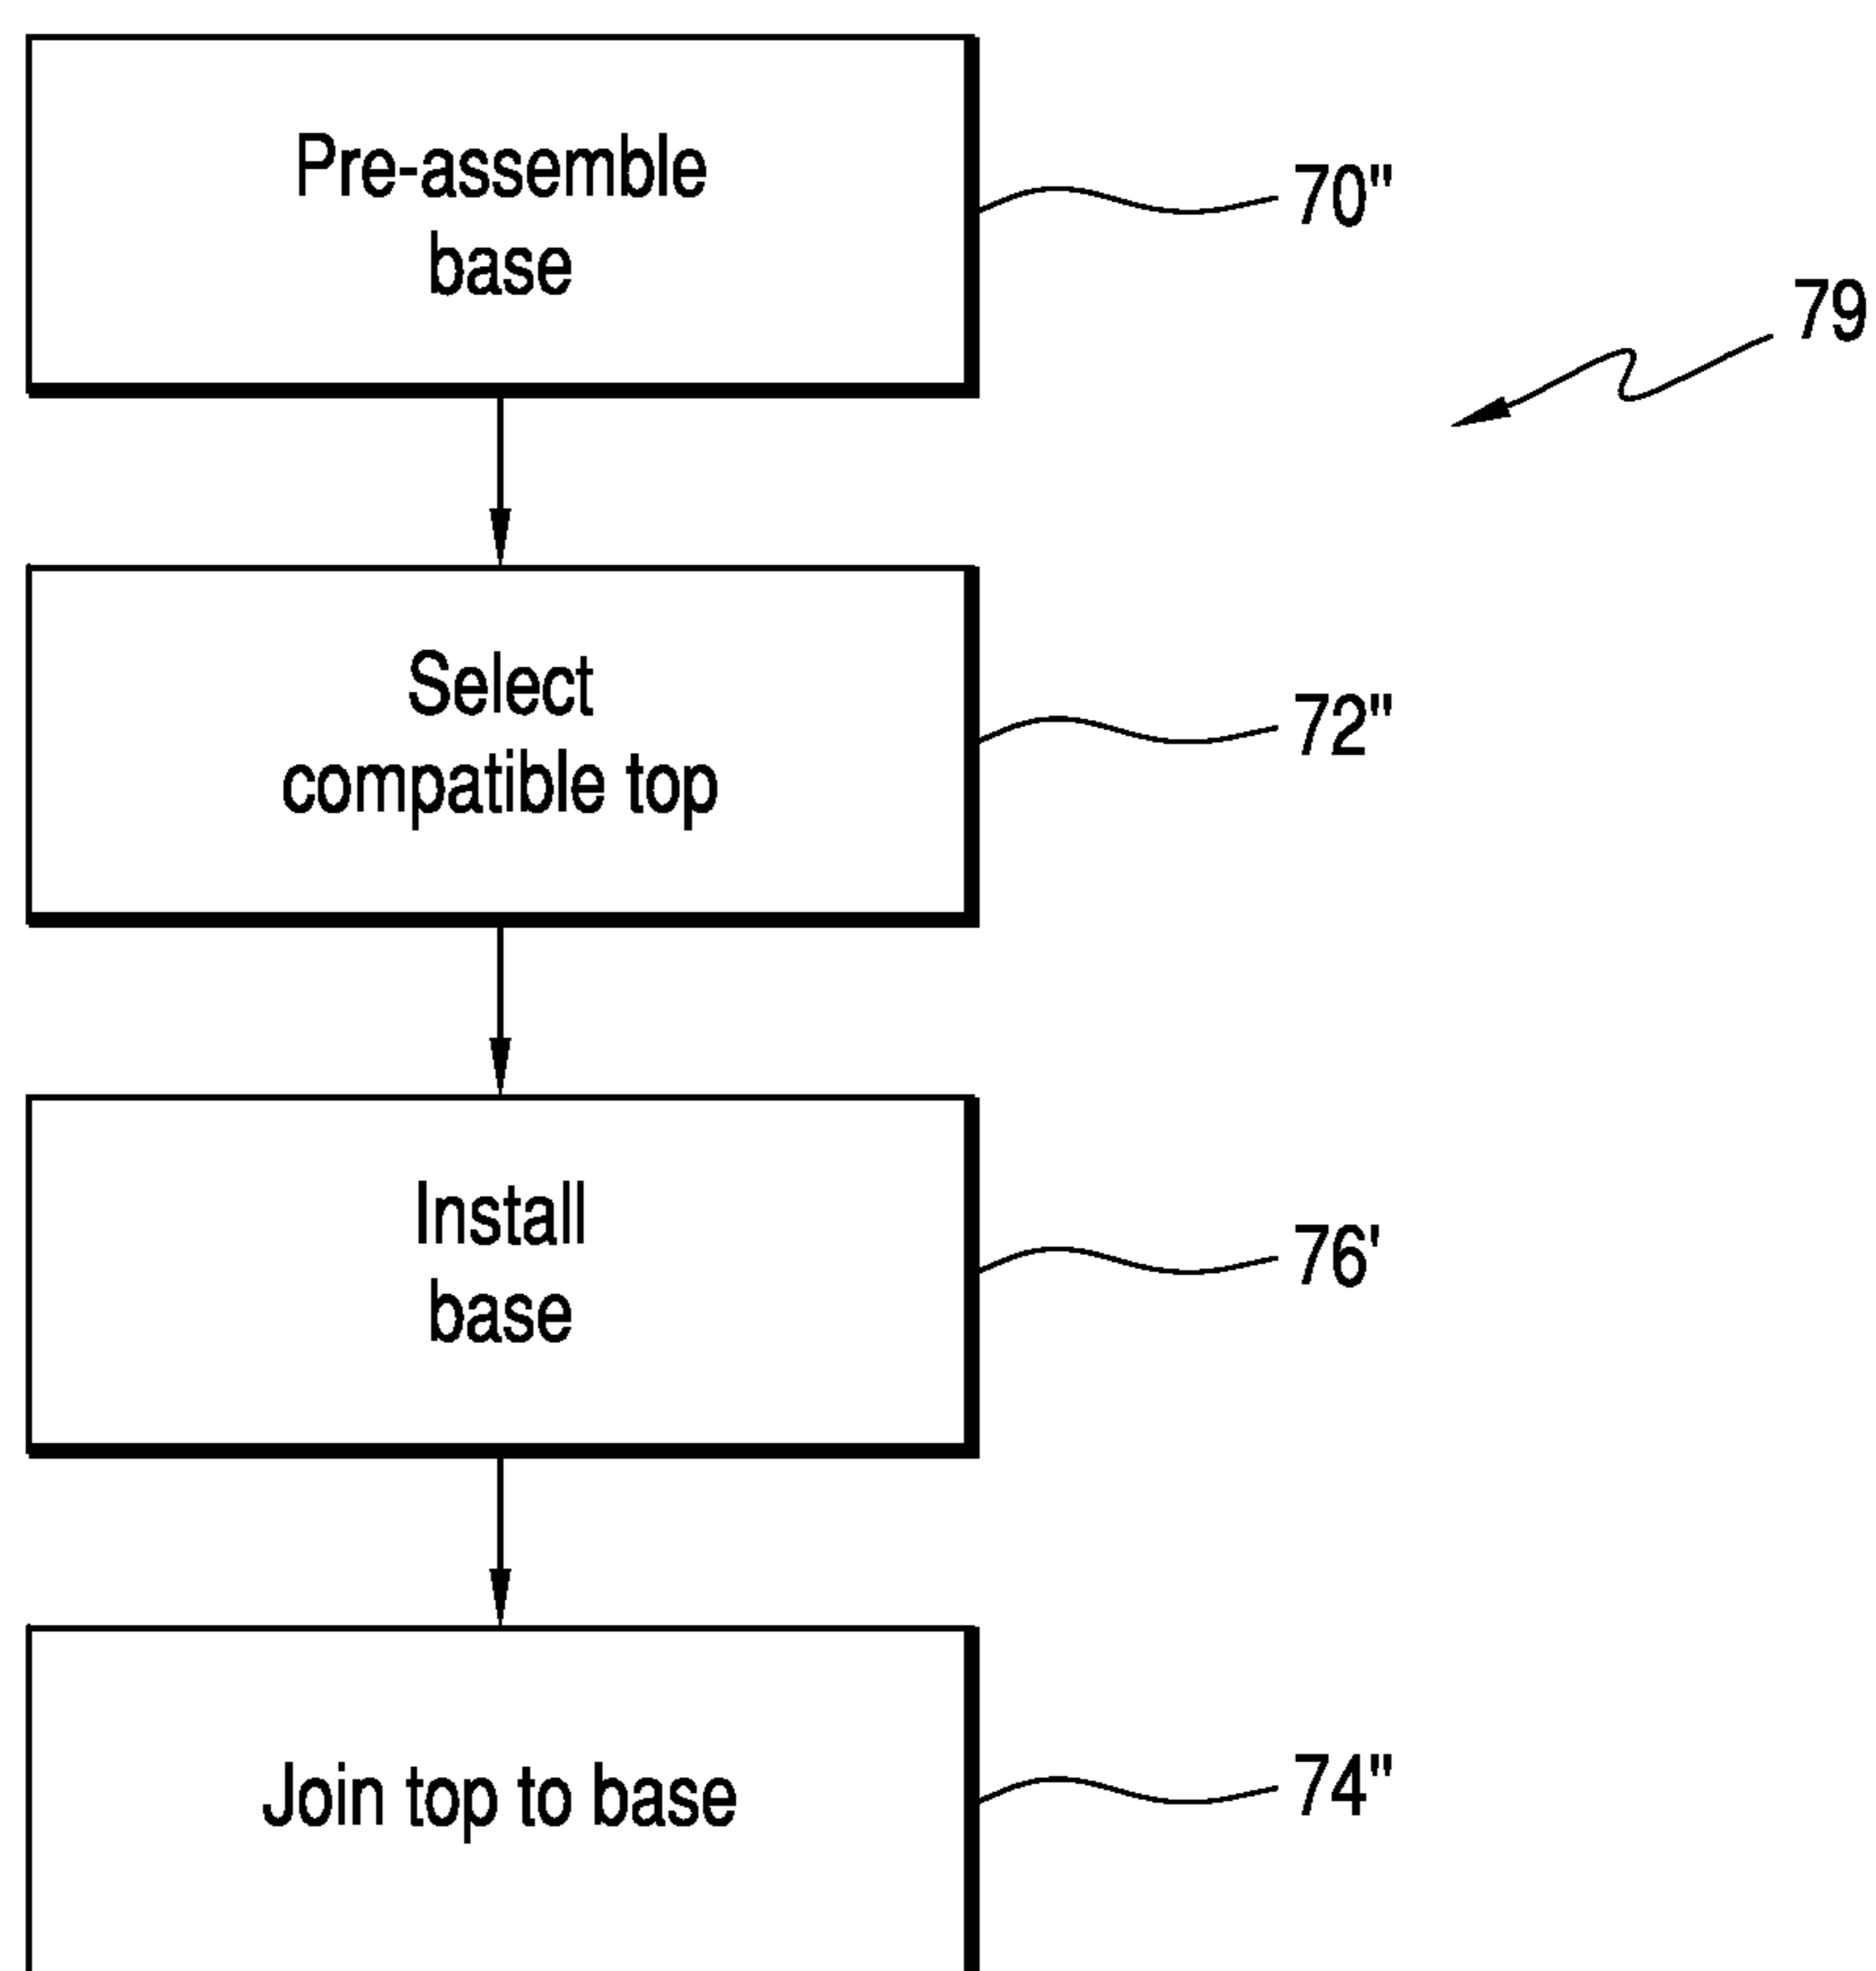 Pre-assemble
base
70"
79
Select
compatible top
72"
Install
base
76'
Join top to base
74"